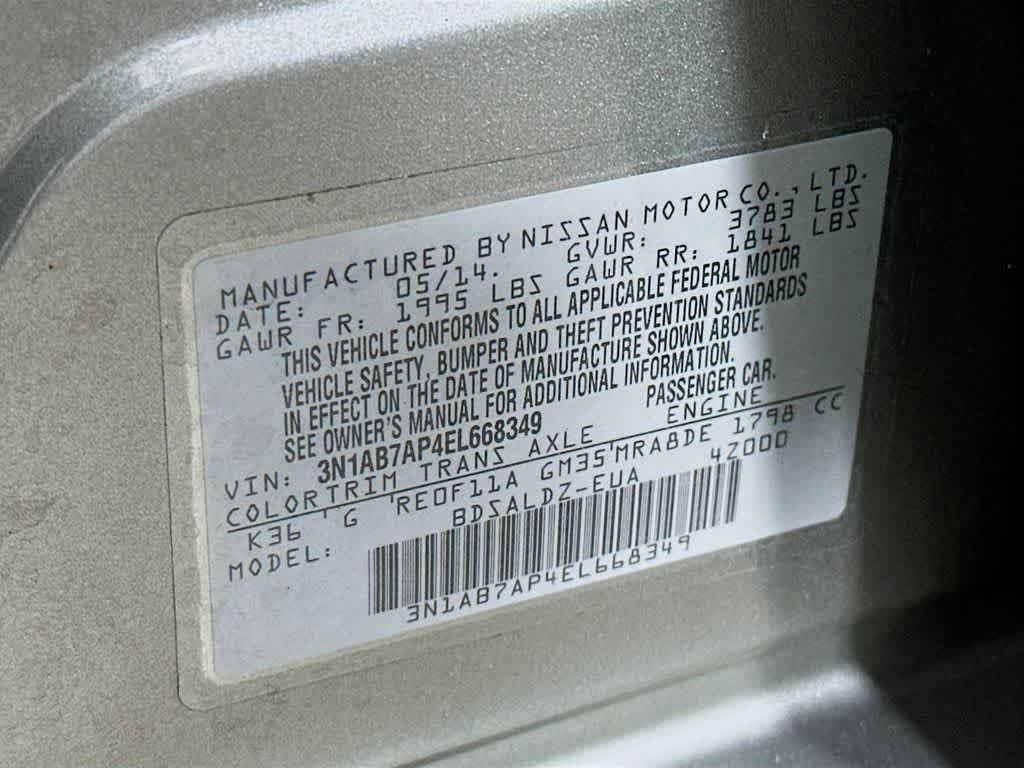 MANUFACTURED BY NISSAN MOTOR CO., LTD.
DATE: 05/14. GVWR: 3783 LBS
GAWR FR: 1995 LBS GAWR RR: 1841 LBS
THIS VEHICLE CONFORMS TO ALL APPLICABLE FEDERAL MOTOR
VEHICLE SAFETY, BUMPER AND THEFT PREVENTION STANDARDS
IN EFFECT ON THE DATE OF MANUFACTURE SHOWN ABOVE.
SEE OWNER'S MANUAL FOR ADDITIONAL INFORMATION.
VIN: 3N1AB7AP4EL668349 PASSENGER CAR.
COLOR TRIM TRANS AXLE ENGINE
K36 'G 'RE0F11A GM35'MRA8DE 1798 CC
MODEL: BDSALDZ-EUA 4Z000
3N1AB7AP4EL668349